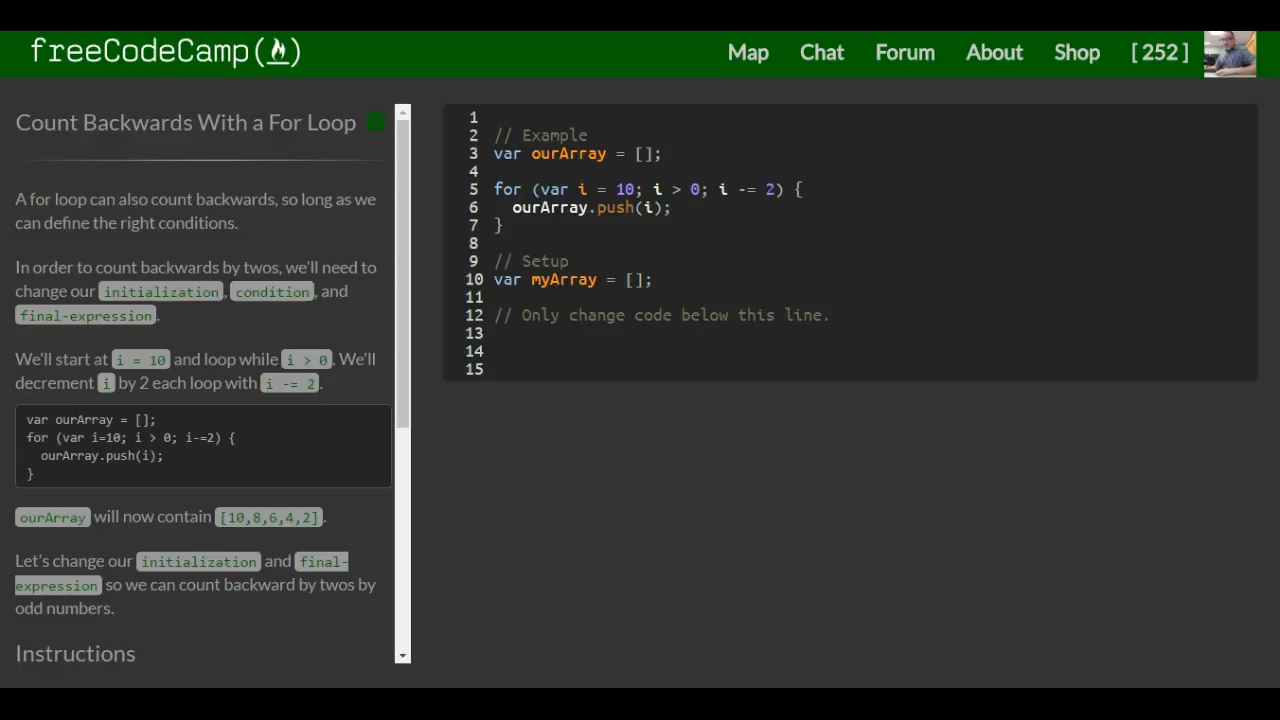 freeCodeCamp(🔥)
Map Chat Forum About Shop [ 252 ]
Count Backwards With a For Loop
A for loop can also count backwards, so long as we
can define the right conditions.
In order to count backwards by twos, we'll need to
change our initialization, condition, and
final-expression.
We'll start at i = 10 and loop while i > 0. We'll
decrement i by 2 each loop with i -= 2.
var ourArray = [];
for (var i=10; i > 0; i-=2) {
  ourArray.push(i);
}
ourArray will now contain [10,8,6,4,2].
Let's change our initialization and final-
expression so we can count backward by twos by
odd numbers.
Instructions
1
2 // Example
3 var ourArray = [];
4
5 for (var i = 10; i > 0; i -= 2) {
6   ourArray.push(i);
7 }
8
9 // Setup
10 var myArray = [];
11
12 // Only change code below this line.
13
14
15